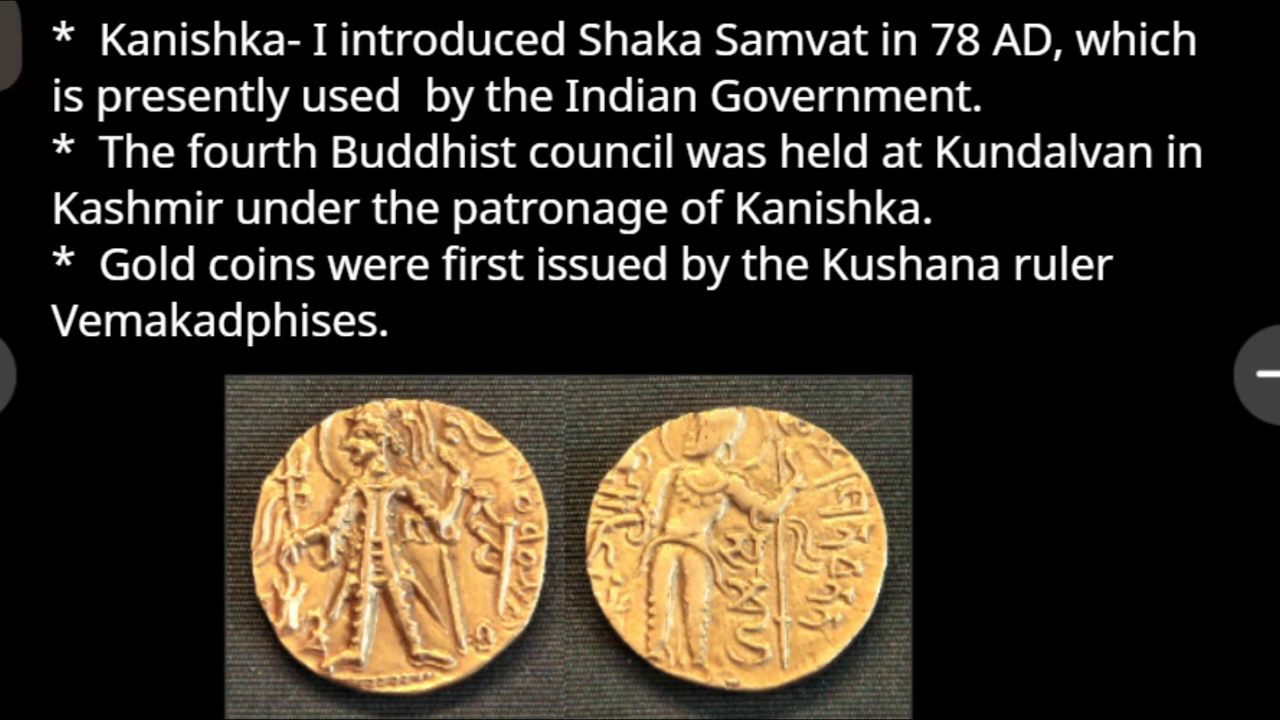 * Kanishka- I introduced Shaka Samvat in 78 AD, which
is presently used by the Indian Government.
* The fourth Buddhist council was held at Kundalvan in
Kashmir under the patronage of Kanishka.
* Gold coins were first issued by the Kushana ruler
Vemakadphises.